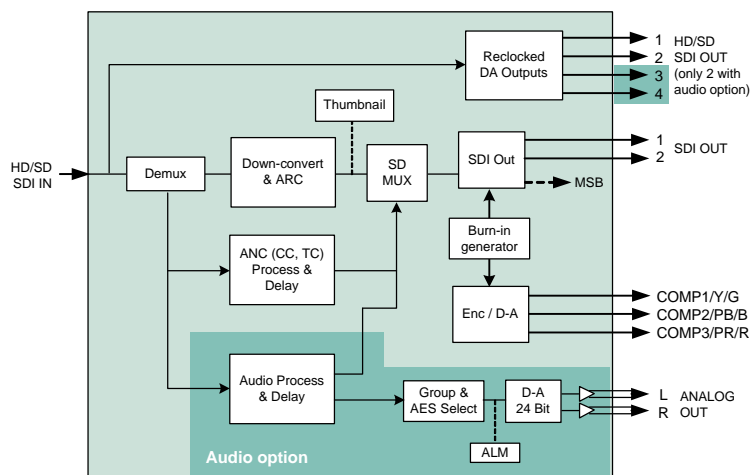 Reclocked
DA Outputs
1 HD/SD
2 SDI OUT
3 (only 2 with
4 audio option)
Thumbnail
HD/SD
SDI IN
Demux
Down-convert
& ARC
SD
MUX
SDI Out
1
2
SDI OUT
MSB
Burn-in
generator
ANC (CC, TC)
Process &
Delay
Enc / D-A
COMP1/Y/G
COMP2/PB/B
COMP3/PR/R
Audio Process
& Delay
Group &
AES Select
D-A
24 Bit
L ANALOG
R OUT
ALM
Audio option